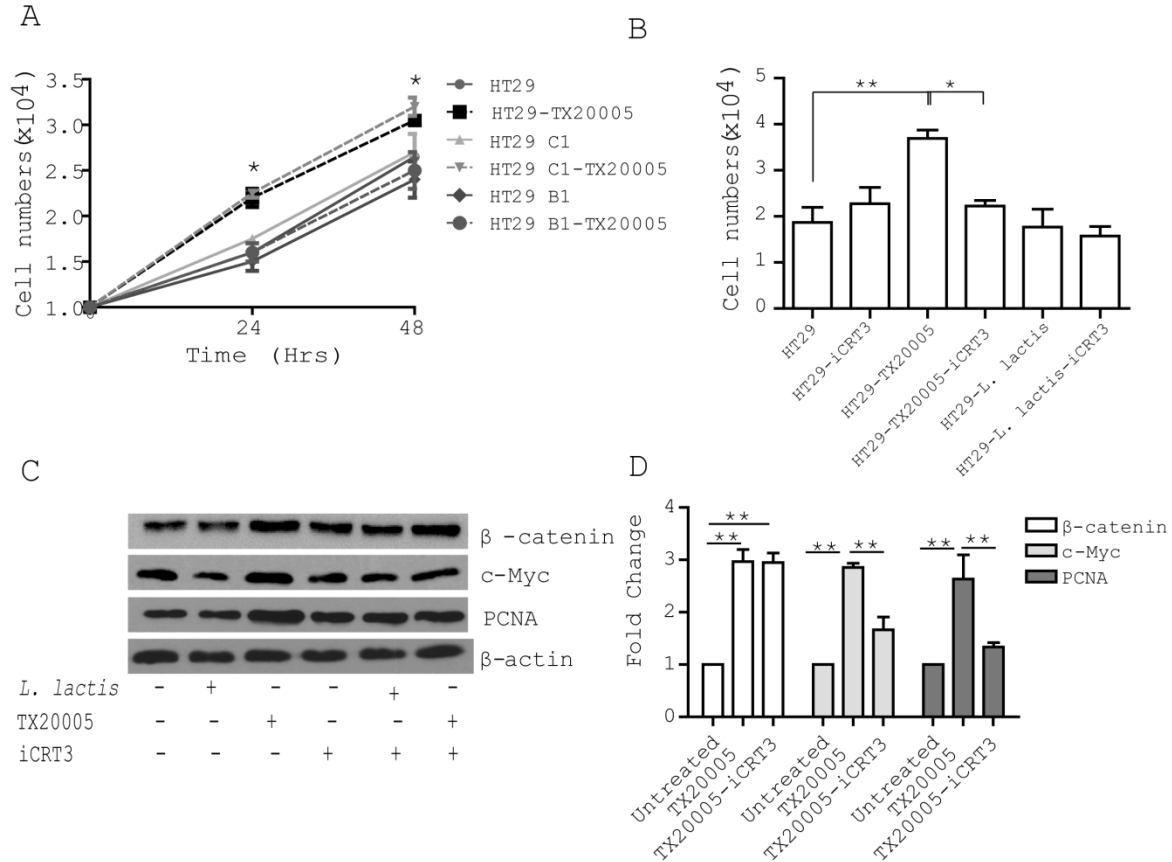 A
Cell numbers(x10⁴)
3.5
3.0
2.5
2.0
1.5
1.0
0
24
48
Time (Hrs)
*
*
HT29
HT29-TX20005
HT29 C1
HT29 C1-TX20005
HT29 B1
HT29 B1-TX20005
B
Cell numbers(x10⁴)
5
4
3
2
1
0
**
*
HT29
HT29-iCRT3
HT29-TX20005
HT29-TX20005-iCRT3
HT29-L. lactis
HT29-L. lactis-iCRT3
C
β -catenin
c-Myc
PCNA
β-actin
L. lactis - + - - + -
TX20005 - - + - - +
iCRT3 - - - + + +
D
Fold Change
4
3
2
1
0
**
**
** **
** **
Untreated
TX20005
TX20005-iCRT3
Untreated
TX20005
TX20005-iCRT3
Untreated
TX20005
TX20005-iCRT3
β-catenin
c-Myc
PCNA